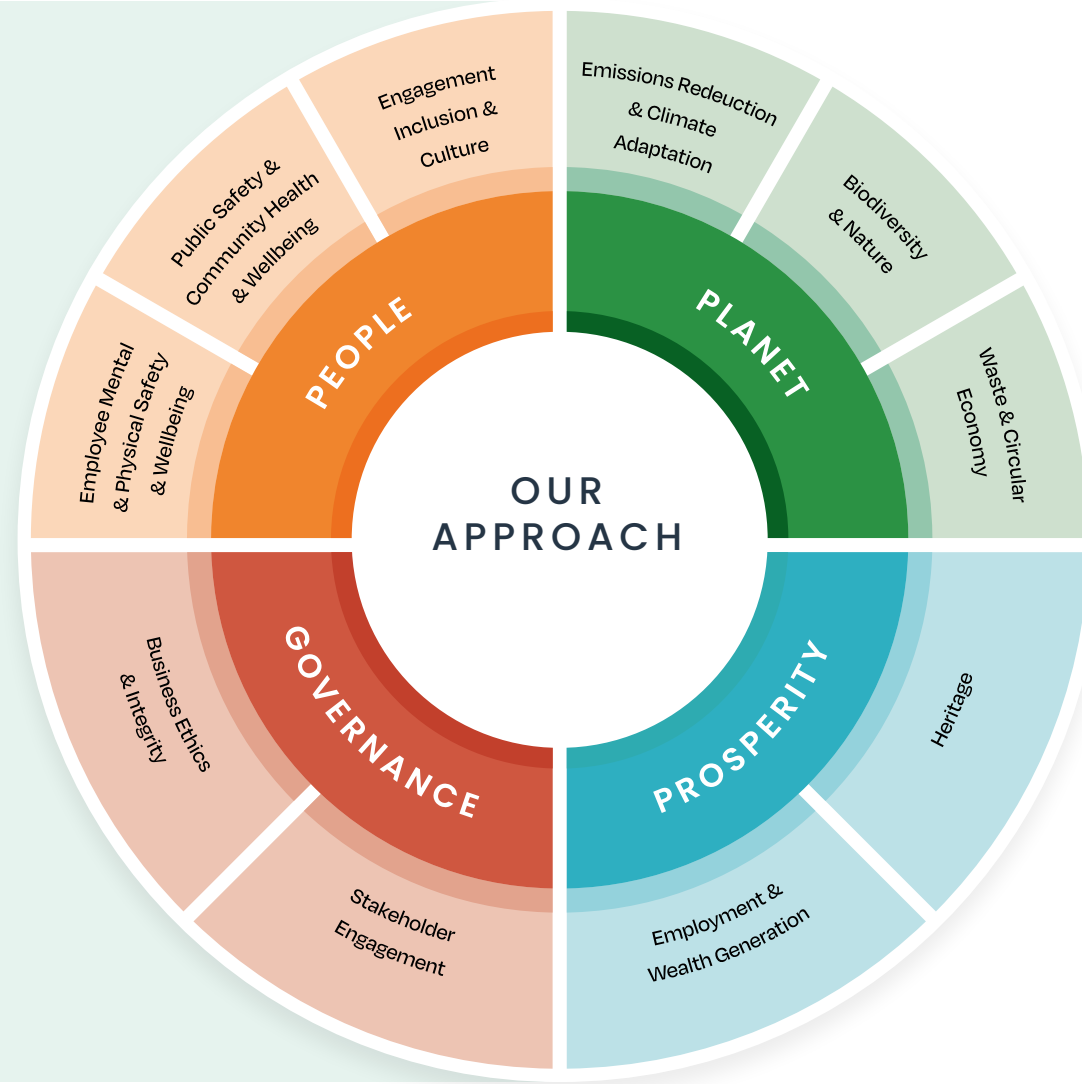 OUR
APPROACH
PEOPLE
Employee Mental
& Physical Safety
& Wellbeing
Public Safety &
Community Health
& Wellbeing
Engagement
Inclusion &
Culture
PLANET
Emissions Redeuction
& Climate
Adaptation
Biodiversity
& Nature
Waste & Circular
Economy
PROSPERITY
Heritage
Employment &
Wealth Generation
GOVERNANCE
Stakeholder
Engagement
Business Ethics
& Integrity